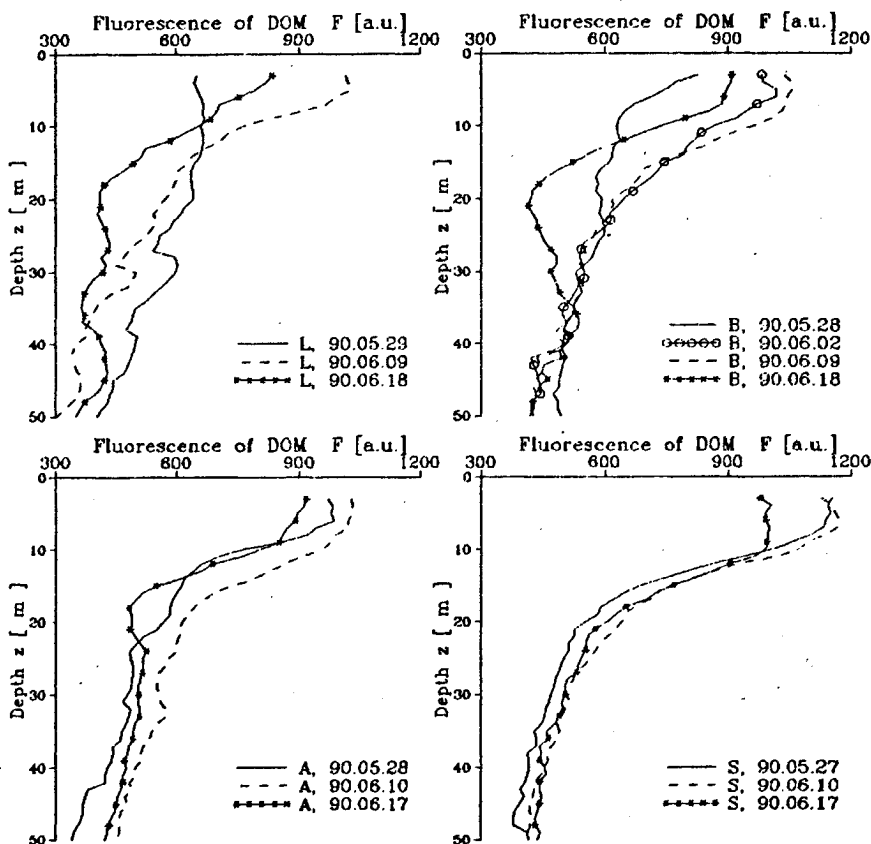 Fluorescence of DOM F [a.u.]
300 600 900 1200
0
10
20
30
40
50
Depth z [ m ]
L, 90.05.29
L, 90.06.09
L, 90.06.18
Fluorescence of DOM F [a.u.]
300 600 900 1200
0
10
20
30
40
50
Depth z [ m ]
B, 90.05.28
B, 90.06.02
B, 90.06.09
B, 90.06.18
Fluorescence of DOM F [a.u.]
300 600 900 1200
0
10
20
30
40
50
Depth z [ m ]
A, 90.05.28
A, 90.06.10
A, 90.06.17
Fluorescence of DOM F [a.u.]
300 600 900 1200
0
10
20
30
40
50
Depth z [ m ]
S, 90.05.27
S, 90.06.10
S, 90.06.17